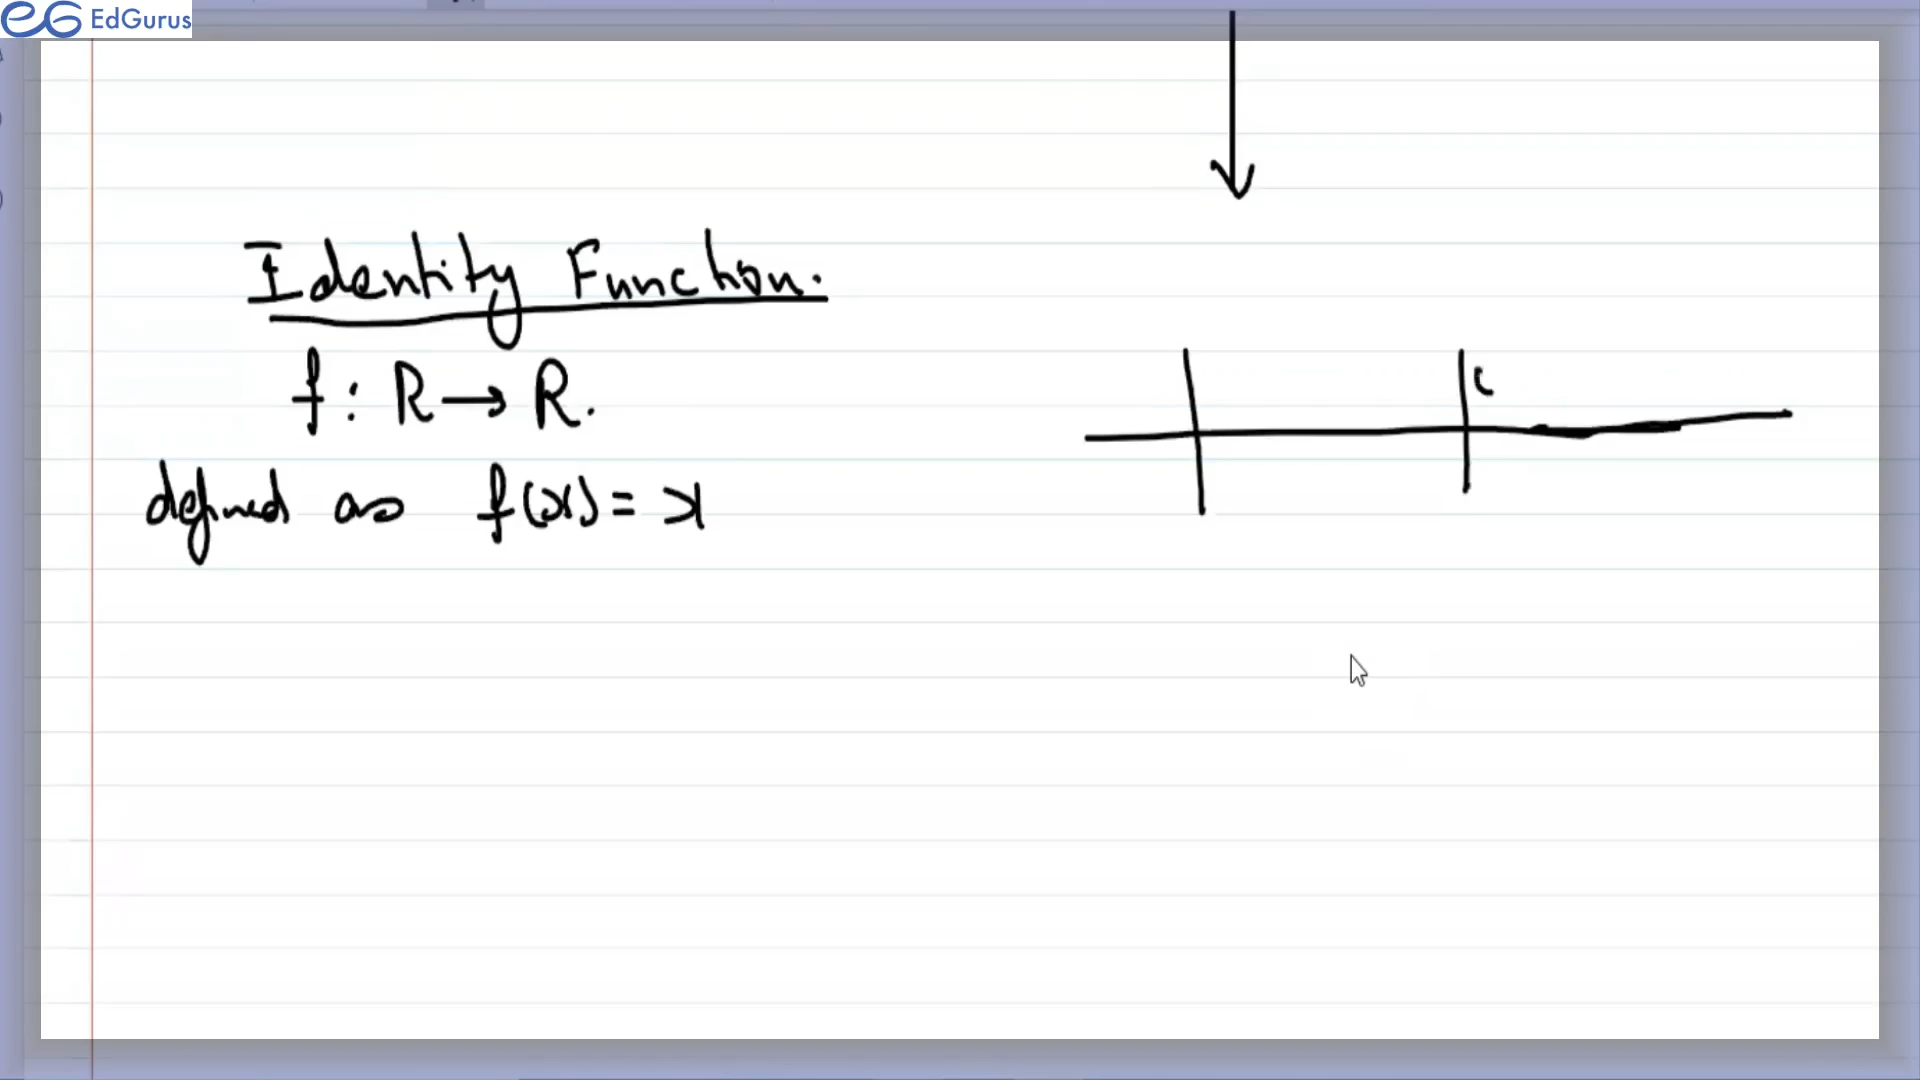 EdGurus
Identity Function.
f : R → R.
defined as f(x) = x